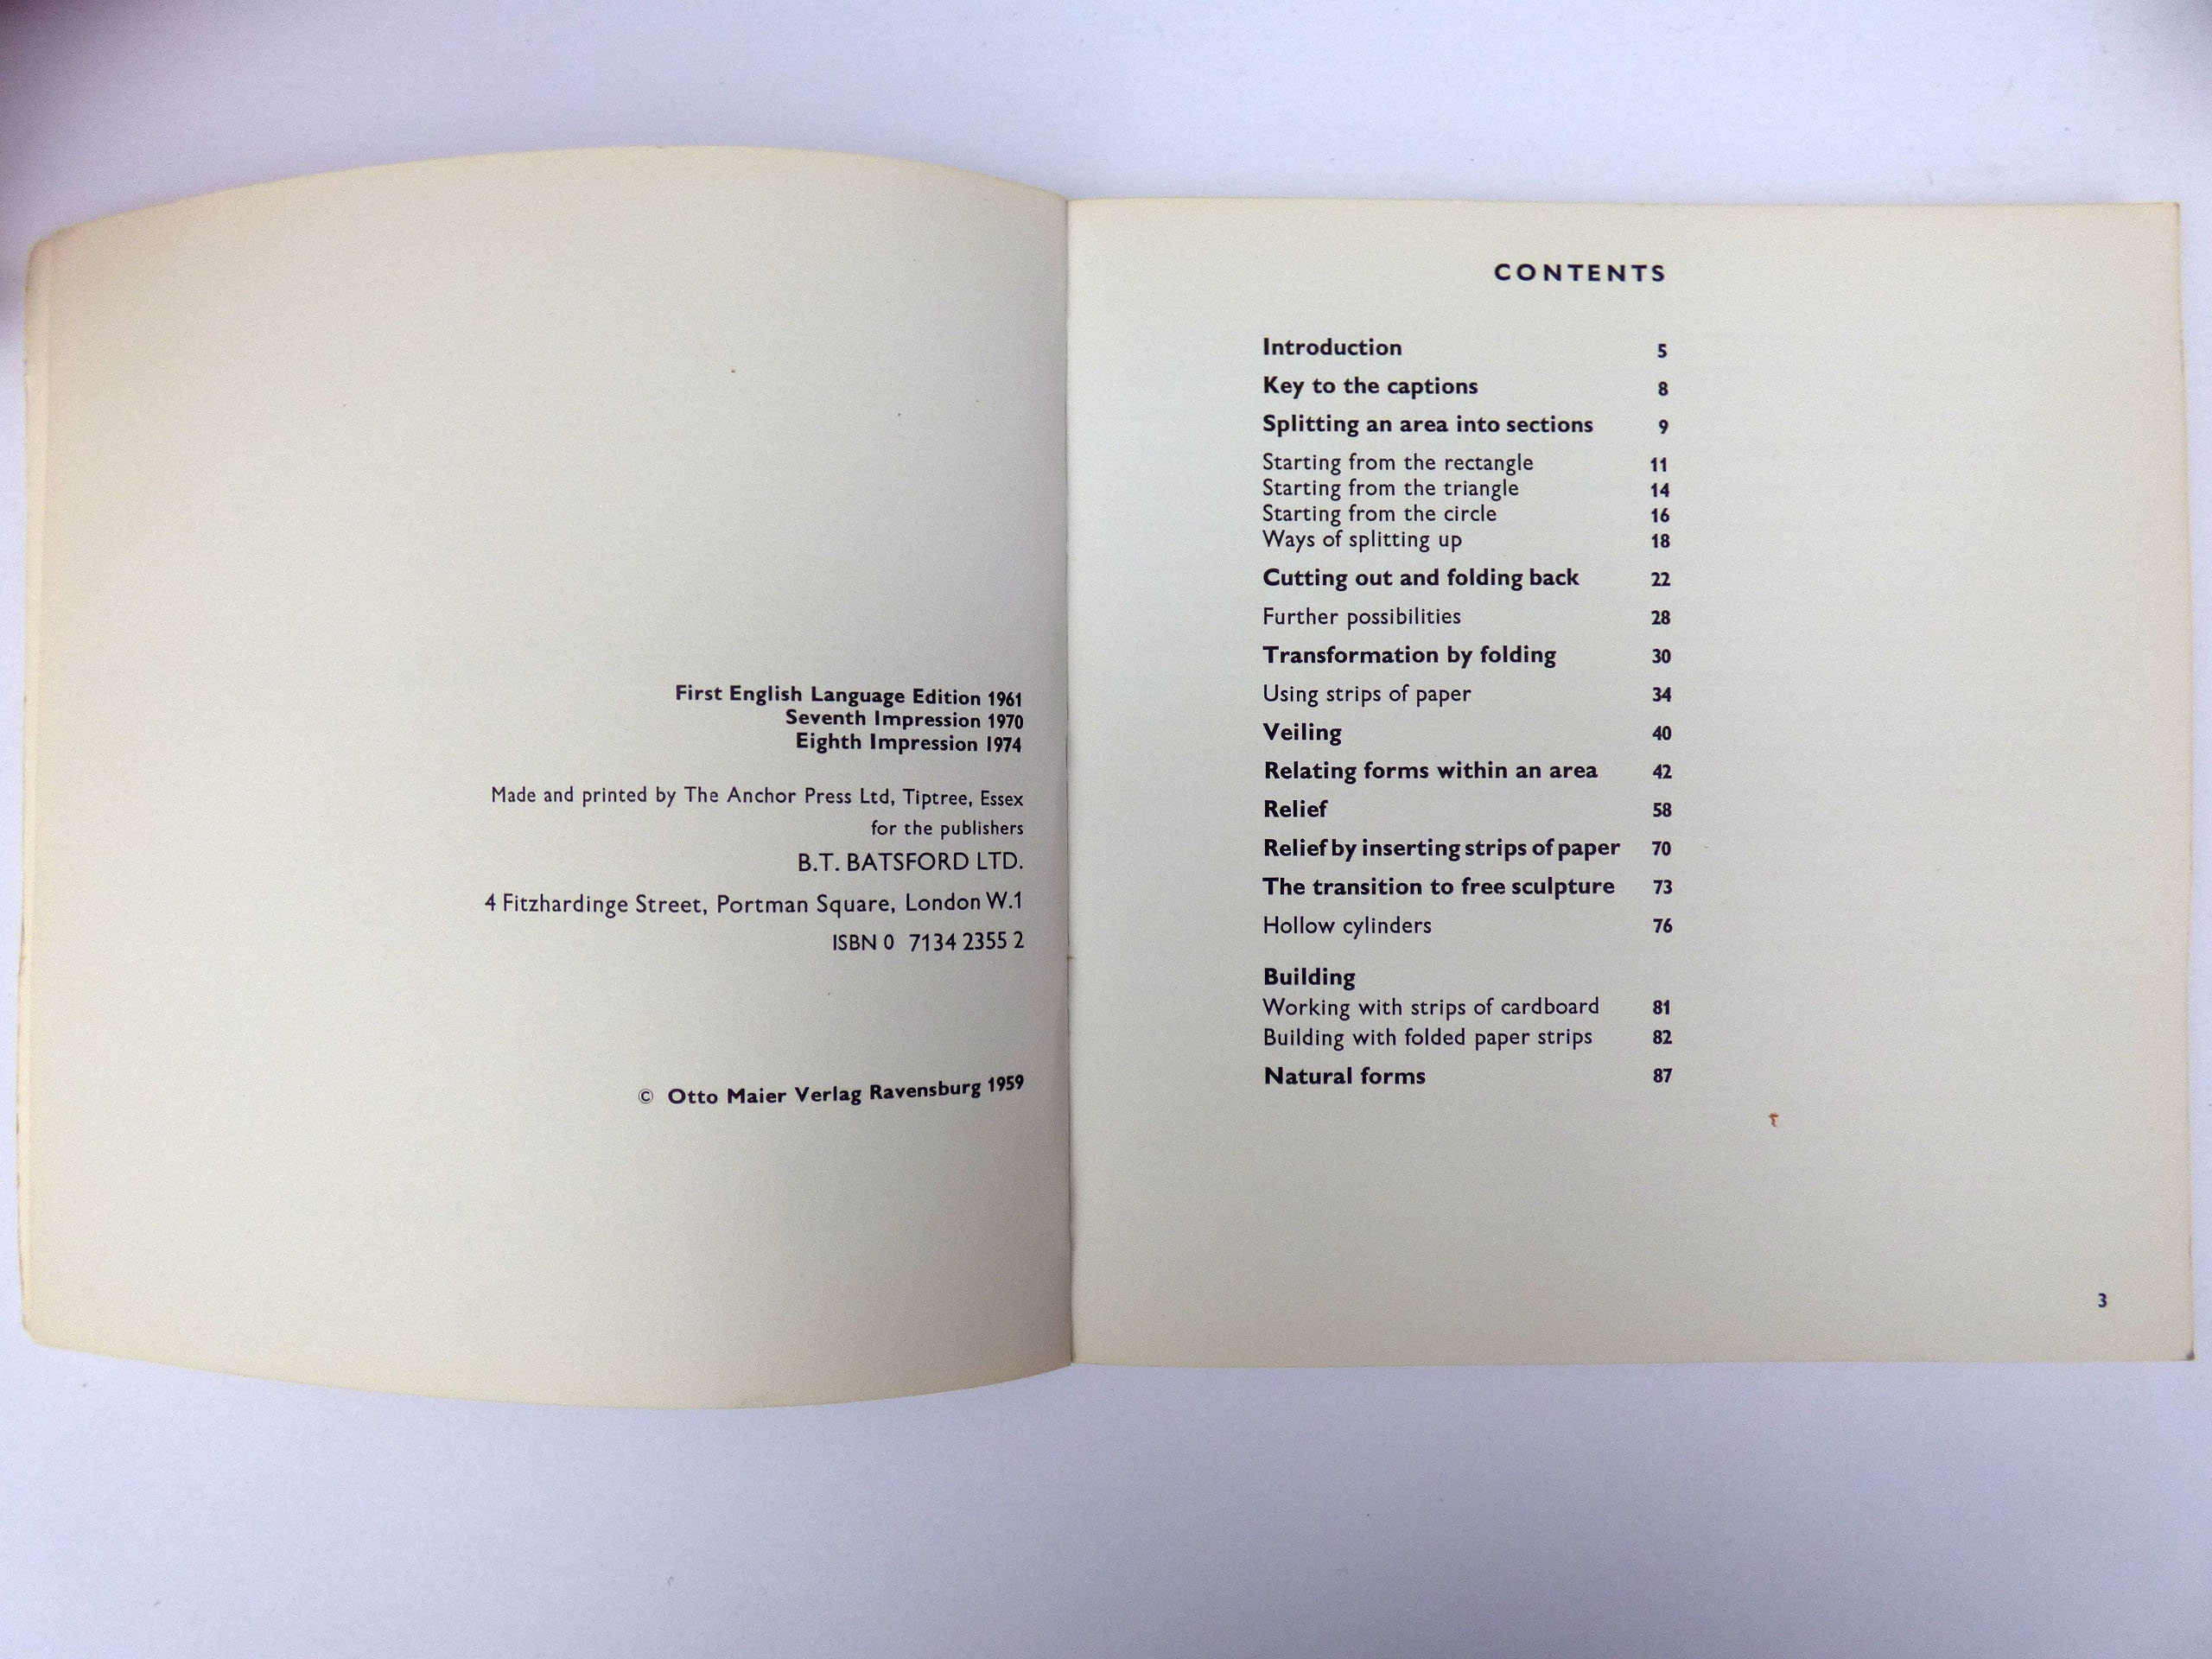 First English Language Edition 1961
Seventh Impression 1970
Eighth Impression 1974
Made and printed by The Anchor Press Ltd, Tiptree, Essex
for the publishers
B.T. BATSFORD LTD.
4 Fitzhardinge Street, Portman Square, London W.1
ISBN 0 7134 2355 2
© Otto Maier Verlag Ravensburg 1959
CONTENTS
Introduction 5
Key to the captions 8
Splitting an area into sections 9
Starting from the rectangle 11
Starting from the triangle 14
Starting from the circle 16
Ways of splitting up 18
Cutting out and folding back 22
Further possibilities 28
Transformation by folding 30
Using strips of paper 34
Veiling 40
Relating forms within an area 42
Relief 58
Relief by inserting strips of paper 70
The transition to free sculpture 73
Hollow cylinders 76
Building
Working with strips of cardboard 81
Building with folded paper strips 82
Natural forms 87
3